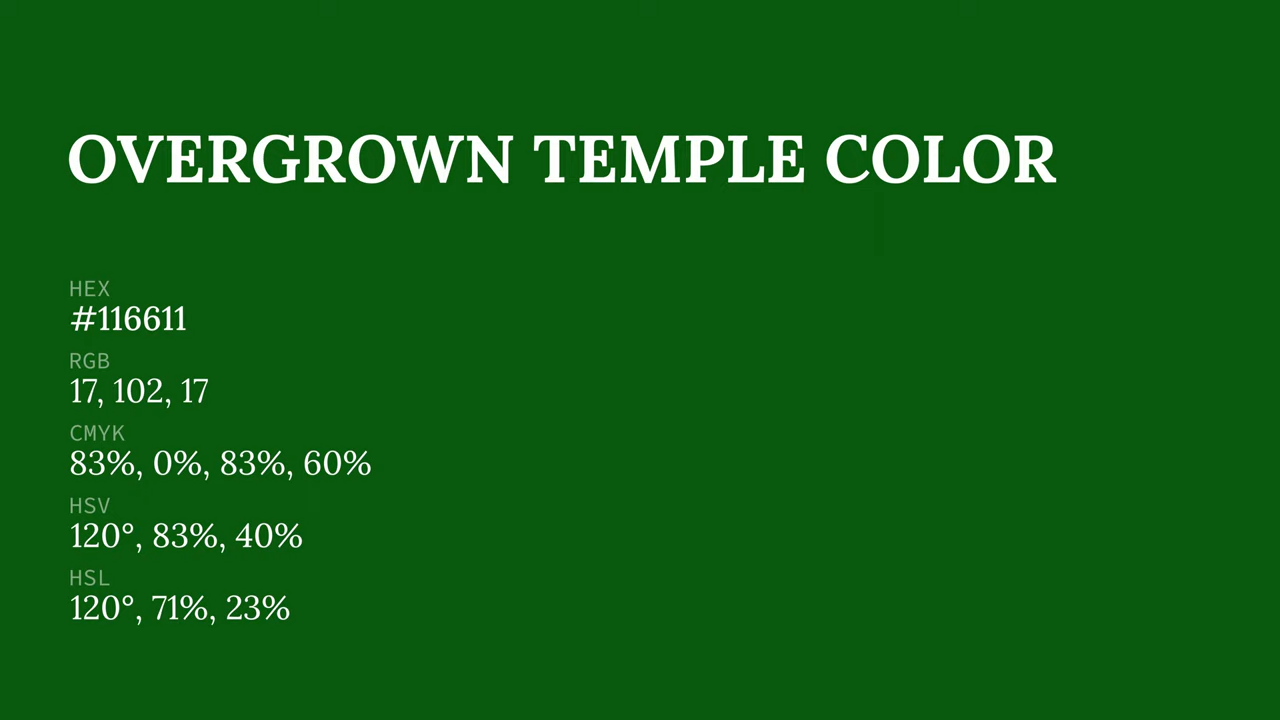 OVERGROWN TEMPLE COLOR
HEX
#116611
RGB
17, 102, 17
CMYK
83%, 0%, 83%, 60%
HSV
120°, 83%, 40%
HSL
120°, 71%, 23%